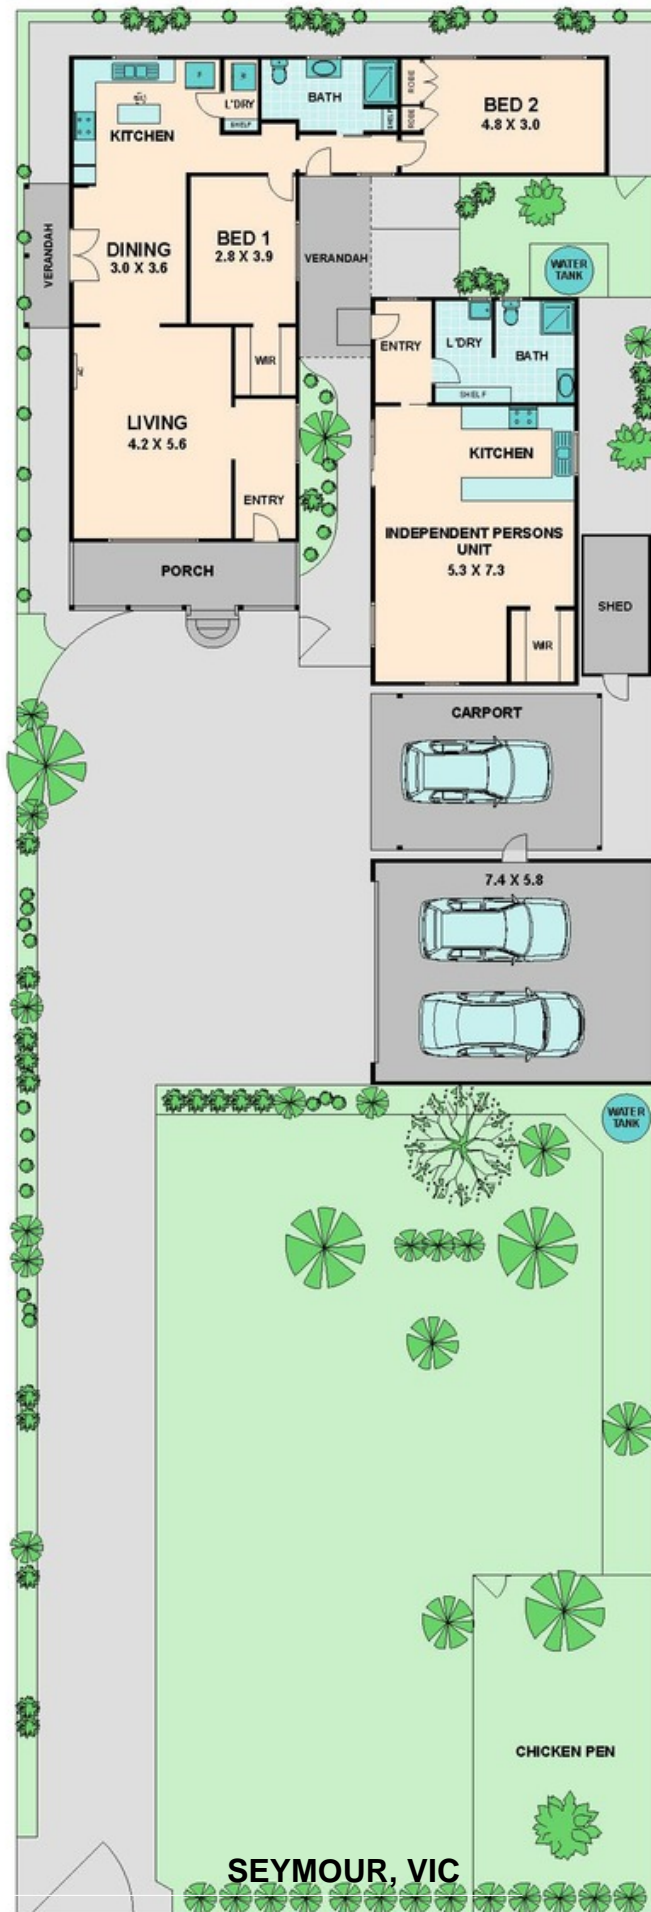 F
W
L'DRY
SHELF
BATH
SHELF
ROBE
ROBE
BED 2
4.8 X 3.0
KITCHEN
VERANDAH
DINING
3.0 X 3.6
BED 1
2.8 X 3.9
VERANDAH
WATER
TANK
ENTRY
L'DRY
BATH
SHELF
WIR
AC
LIVING
4.2 X 5.6
ENTRY
KITCHEN
INDEPENDENT PERSONS
UNIT
5.3 X 7.3
WIR
SHED
PORCH
CARPORT
7.4 X 5.8
WATER
TANK
CHICKEN PEN
SEYMOUR, VIC